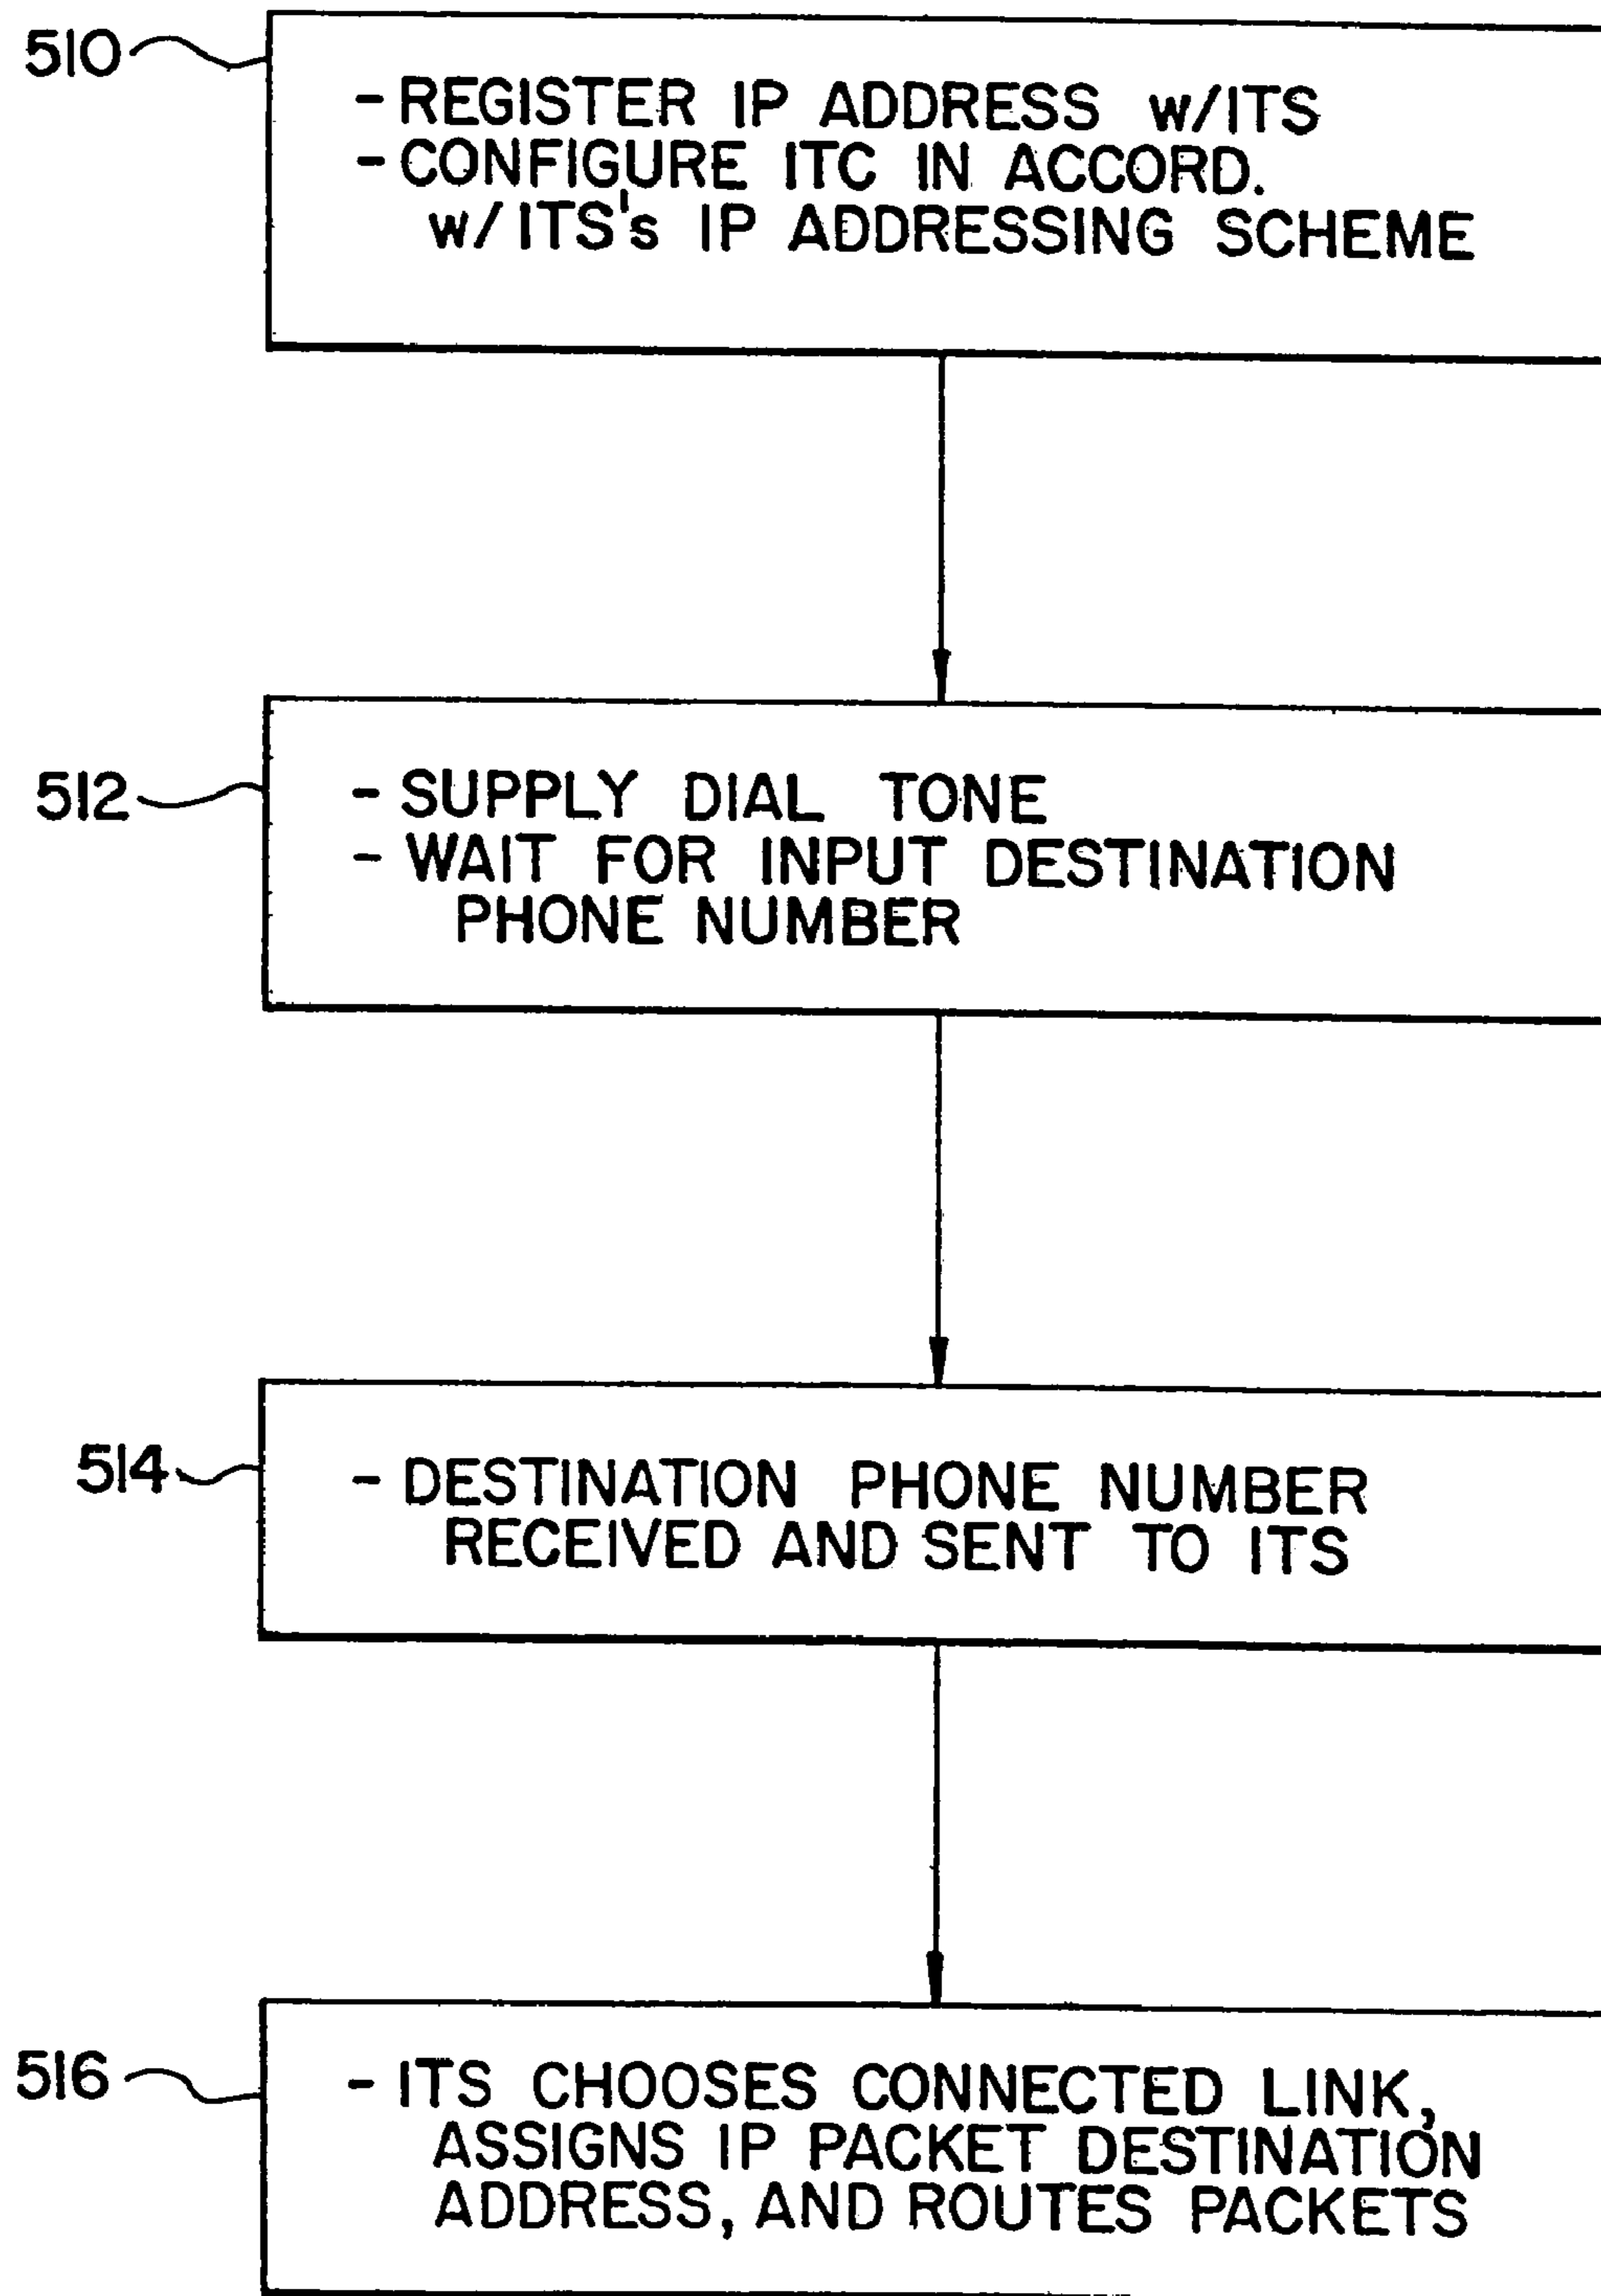 510
- REGISTER IP ADDRESS w/ITS
- CONFIGURE ITC IN ACCORD.
w/ITS's IP ADDRESSING SCHEME
512
- SUPPLY DIAL TONE
- WAIT FOR INPUT DESTINATION
PHONE NUMBER
514
- DESTINATION PHONE NUMBER
RECEIVED AND SENT TO ITS
516
- ITS CHOOSES CONNECTED LINK,
ASSIGNS IP PACKET DESTINATION
ADDRESS, AND ROUTES PACKETS